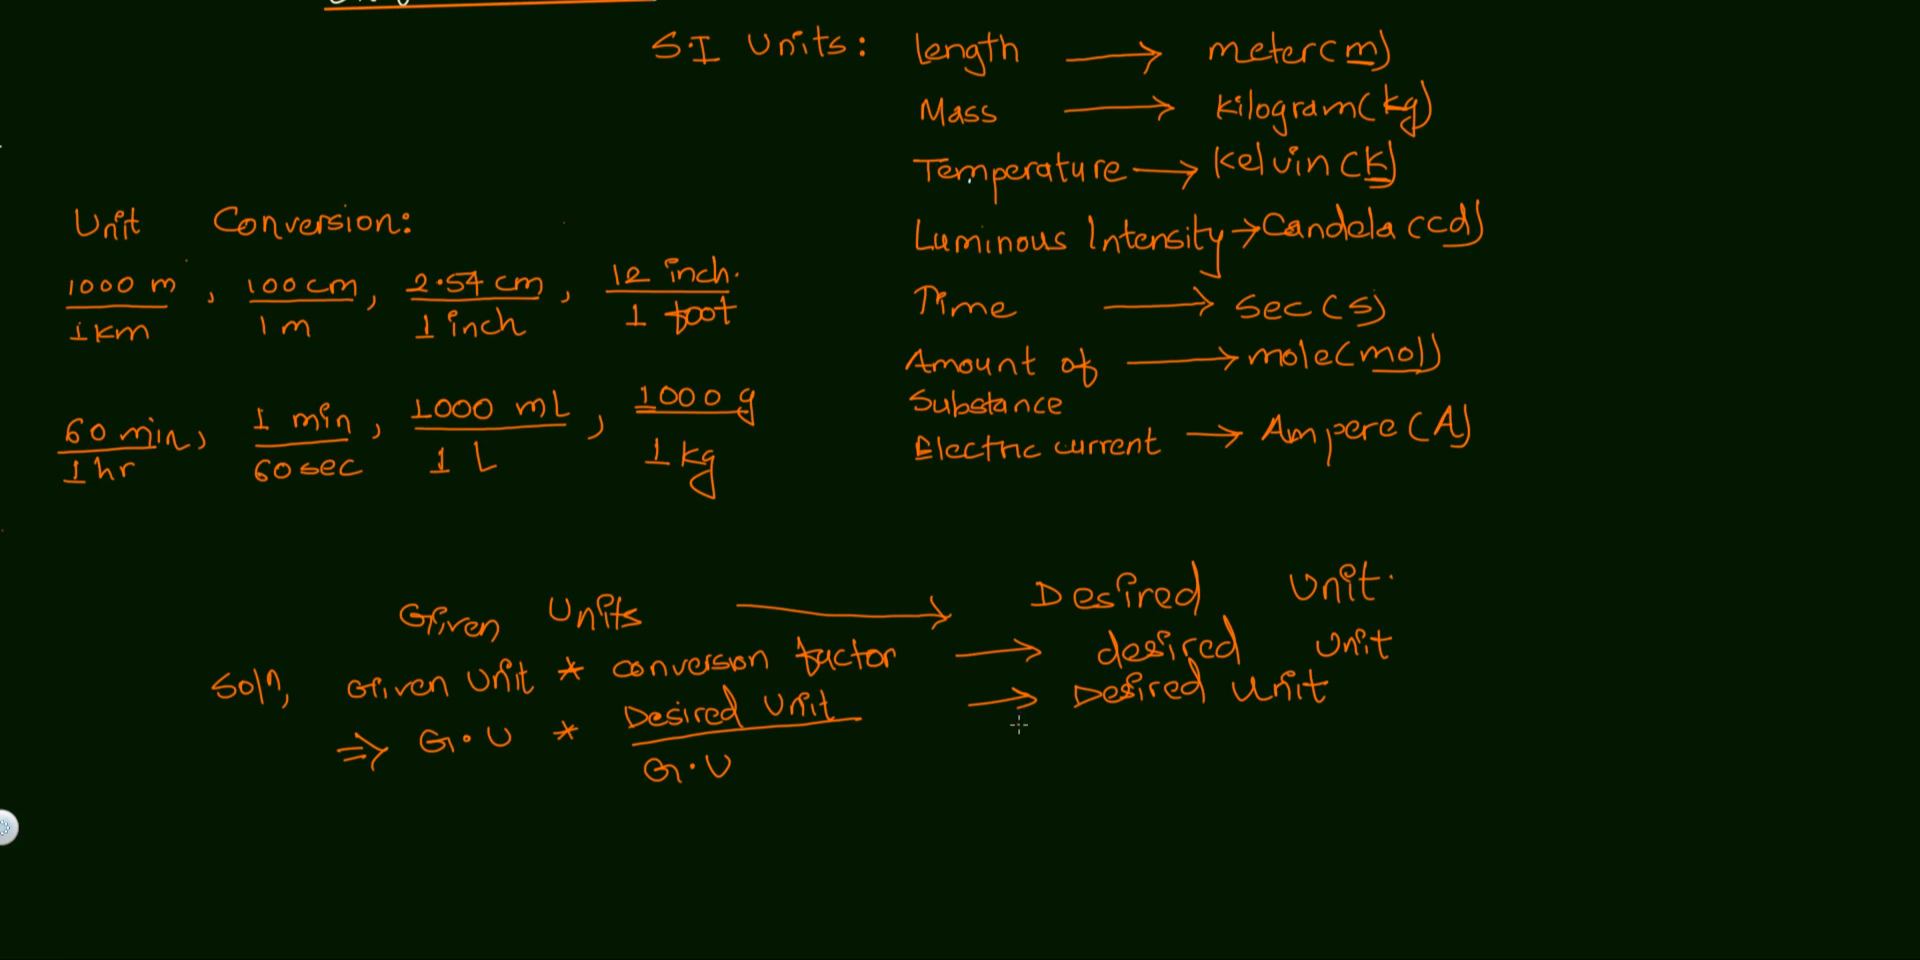 S.I Units: Length → meter(m)
Mass → kilogram(kg)
Temperature → Kelvin(k)
Luminous Intensity → Candela (cd)
Time → sec(s)
Amount of Substance → mole(mol)
Electric current → Ampere(A)
Unit Conversion:
1000 m / 1 km , 100 cm / 1 m , 2.54 cm / 1 inch , 12 inch. / 1 foot
60 min / 1 hr , 1 min / 60 sec , 1000 mL / 1 L , 1000 g / 1 kg
Given Units → Desired Unit.
Soln, Given Unit * conversion factor → desired unit
⇒ G.U * Desired Unit / G.U → Desired Unit